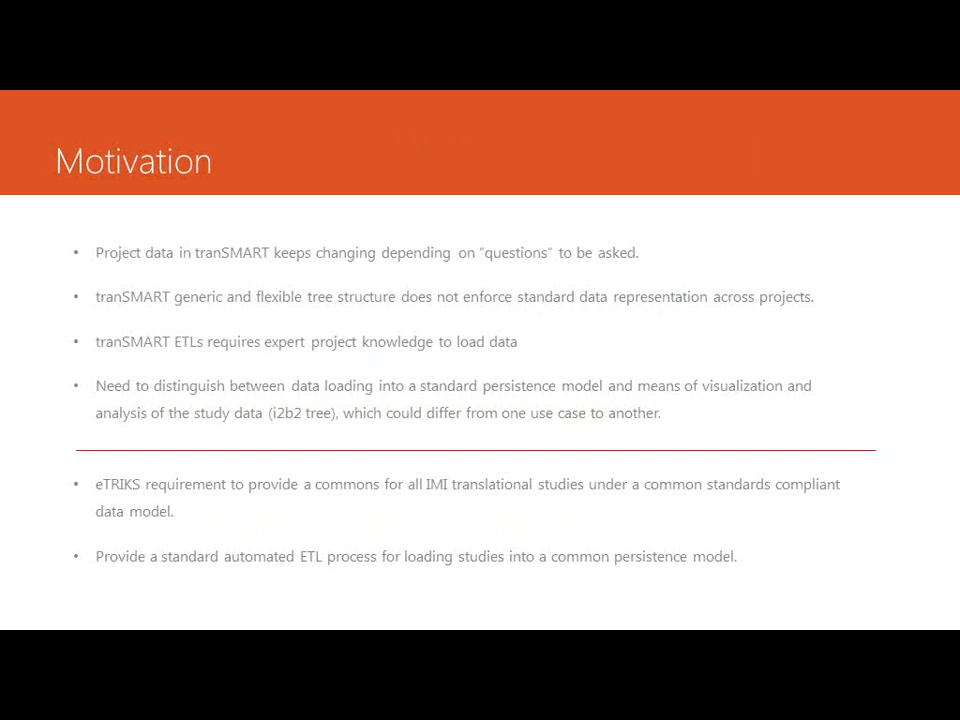 Motivation
• Project data in tranSMART keeps changing depending on “questions” to be asked.
• tranSMART generic and flexible tree structure does not enforce standard data representation across projects.
• tranSMART ETLs requires expert project knowledge to load data
• Need to distinguish between data loading into a standard persistence model and means of visualization and
analysis of the study data (i2b2 tree), which could differ from one use case to another.
• eTRIKS requirement to provide a commons for all IMI translational studies under a common standards compliant
data model.
• Provide a standard automated ETL process for loading studies into a common persistence model.